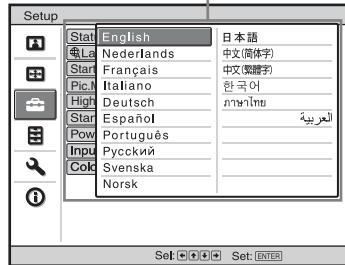 Setup
Stat
La
Start
Pic.M
High
Star
Pow
Inpu
Colo
English
Nederlands
Français
Italiano
Deutsch
Español
Português
Русский
Svenska
Norsk
日本語
中文(简体字)
中文(繁體字)
한국어
ภาษาไทย
العربية
Sel: Set: ENTER